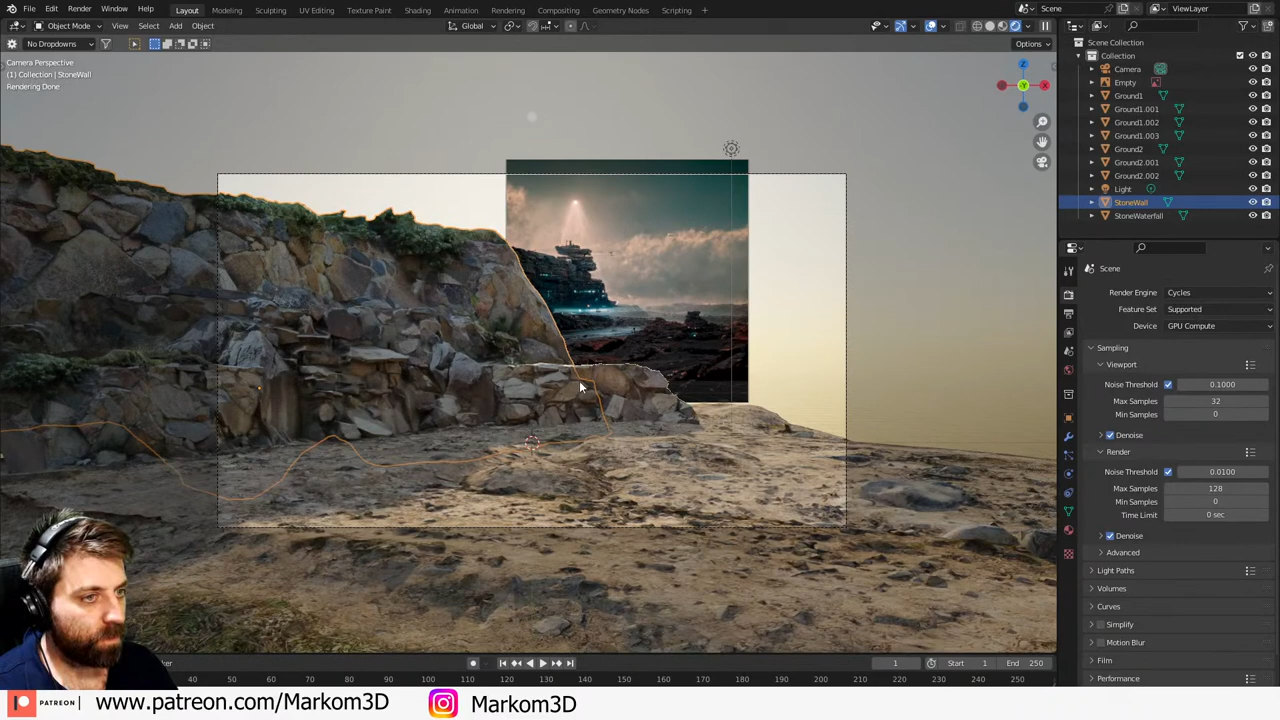 File Edit Render Window Help Layout Modeling Sculpting UV Editing Texture Paint Shading Animation Rendering Compositing Geometry Nodes Scripting Scene ViewLayer
Object Mode View Select Add Object Global
No Dropdowns Options
Camera Perspective
(1) Collection | StoneWall
Rendering Done
Z
-Y
X
Scene Collection
Collection
Camera
Empty
Ground1
Ground1.001
Ground1.002
Ground1.003
Ground2
Ground2.001
Ground2.002
Light
StoneWall
StoneWaterfall
Scene
Render Engine Cycles
Feature Set Supported
Device GPU Compute
Sampling
Viewport
Noise Threshold 0.1000
Max Samples 32
Min Samples 0
Denoise
Render
Noise Threshold 0.0100
Max Samples 128
Min Samples 0
Time Limit 0 sec
Denoise
Advanced
Light Paths
Volumes
Curves
Simplify
Motion Blur
Film
Performance
1 Start 1 End 250
40 50 60 70 80 90 100 110 120 130 140 150 160 170 180 190 200 210 220 230 240 250
PATREON | www.patreon.com/Markom3D Markom3D